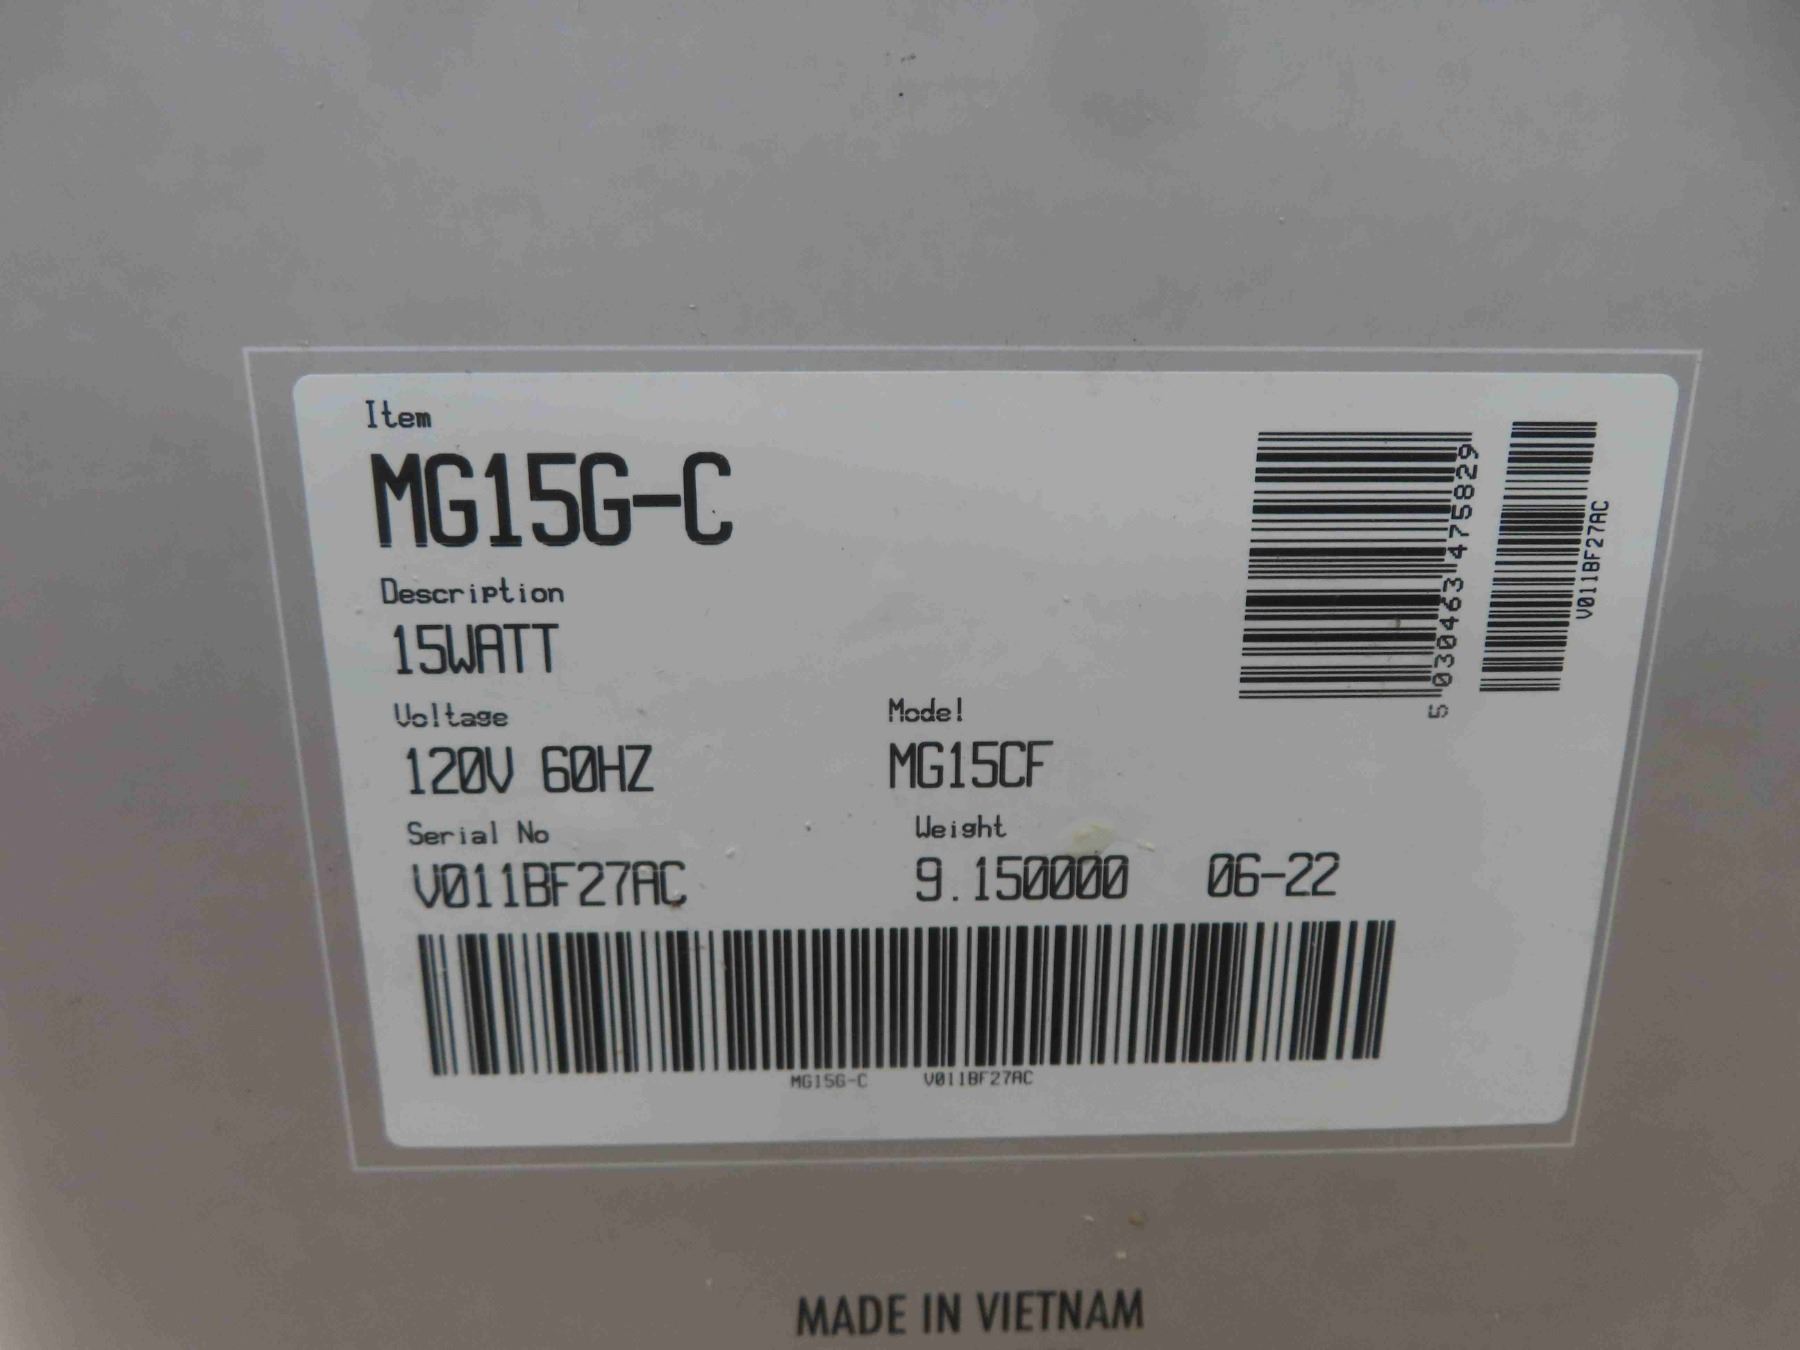 Item
MG15G-C
Description
15WATT
Voltage
120V 60HZ
Model
MG15CF
Serial No
V011BF27AC
Weight
9.150000 06-22
MG15G-C V011BF27AC
5 030463 475829
V011BF27AC
MADE IN VIETNAM